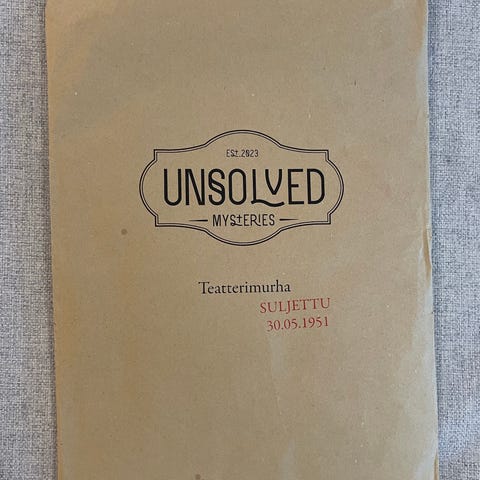 EST. 2023
UNSOLVED
MYSTERIES
Teatterimurha
SULJETTU
30.05.1951